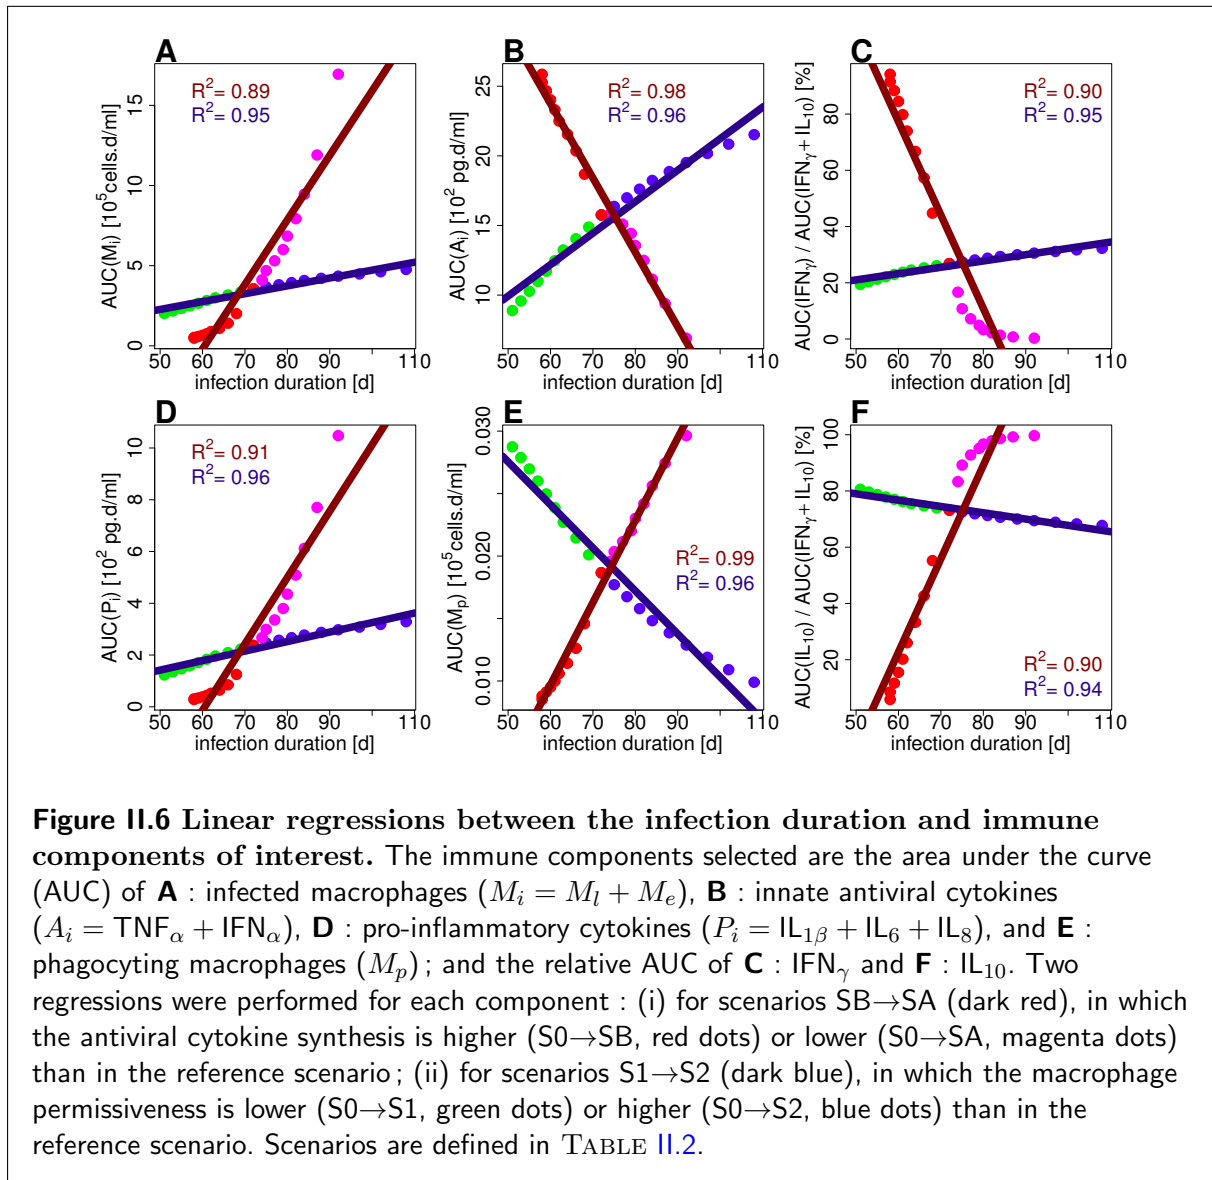 A
R²= 0.89
R²= 0.95
AUC(Mᵢ) [10⁵cells.d/ml]
0
5
10
15
50
60
70
80
90
110
infection duration [d]
B
R²= 0.98
R²= 0.96
AUC(Aᵢ) [10² pg.d/ml]
10
15
20
25
50
60
70
80
90
110
infection duration [d]
C
R²= 0.90
R²= 0.95
AUC(IFNᵧ) / AUC(IFNᵧ+ IL₁₀) [%]
0
20
40
60
80
50
60
70
80
90
110
infection duration [d]
D
R²= 0.91
R²= 0.96
AUC(Pᵢ) [10² pg.d/ml]
0
2
4
6
8
10
50
60
70
80
90
110
infection duration [d]
E
R²= 0.99
R²= 0.96
AUC(Mₚ) [10⁵cells.d/ml]
0.010
0.020
0.030
50
60
70
80
90
110
infection duration [d]
F
R²= 0.90
R²= 0.94
AUC(IL₁₀) / AUC(IFNᵧ+ IL₁₀) [%]
20
40
60
80
100
50
60
70
80
90
110
infection duration [d]
Figure II.6 Linear regressions between the infection duration and immune
components of interest. The immune components selected are the area under the curve
(AUC) of A : infected macrophages (Mᵢ = Mₗ + Mₑ), B : innate antiviral cytokines
(Aᵢ = TNF_α + IFN_α), D : pro-inflammatory cytokines (Pᵢ = IL₁ᵦ + IL₆ + IL₈), and E :
phagocyting macrophages (Mₚ) ; and the relative AUC of C : IFNᵧ and F : IL₁₀. Two
regressions were performed for each component : (i) for scenarios SB→SA (dark red), in which
the antiviral cytokine synthesis is higher (S0→SB, red dots) or lower (S0→SA, magenta dots)
than in the reference scenario ; (ii) for scenarios S1→S2 (dark blue), in which the macrophage
permissiveness is lower (S0→S1, green dots) or higher (S0→S2, blue dots) than in the
reference scenario. Scenarios are defined in TABLE II.2.